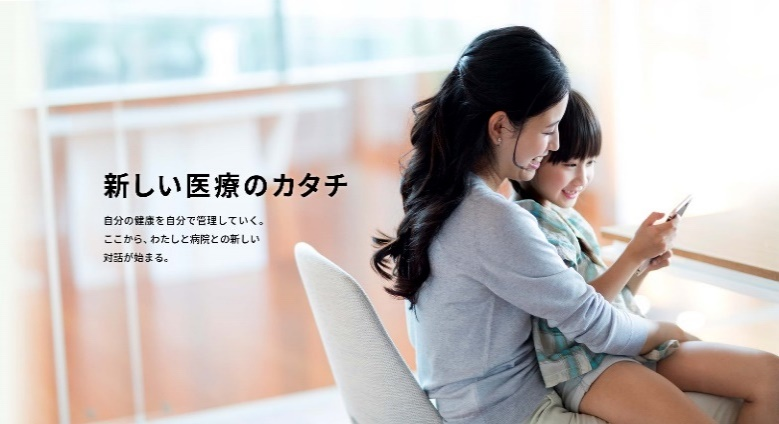 新しい医療のカタチ
自分の健康を自分で管理していく。
ここから、わたしと病院との新しい
対話が始まる。